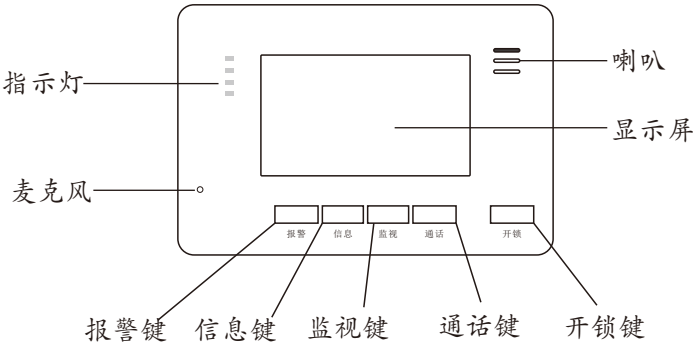 喇叭
指示灯
显示屏
麦克风
报警 信息 监视 通话 开锁
报警键 信息键 监视键 通话键 开锁键